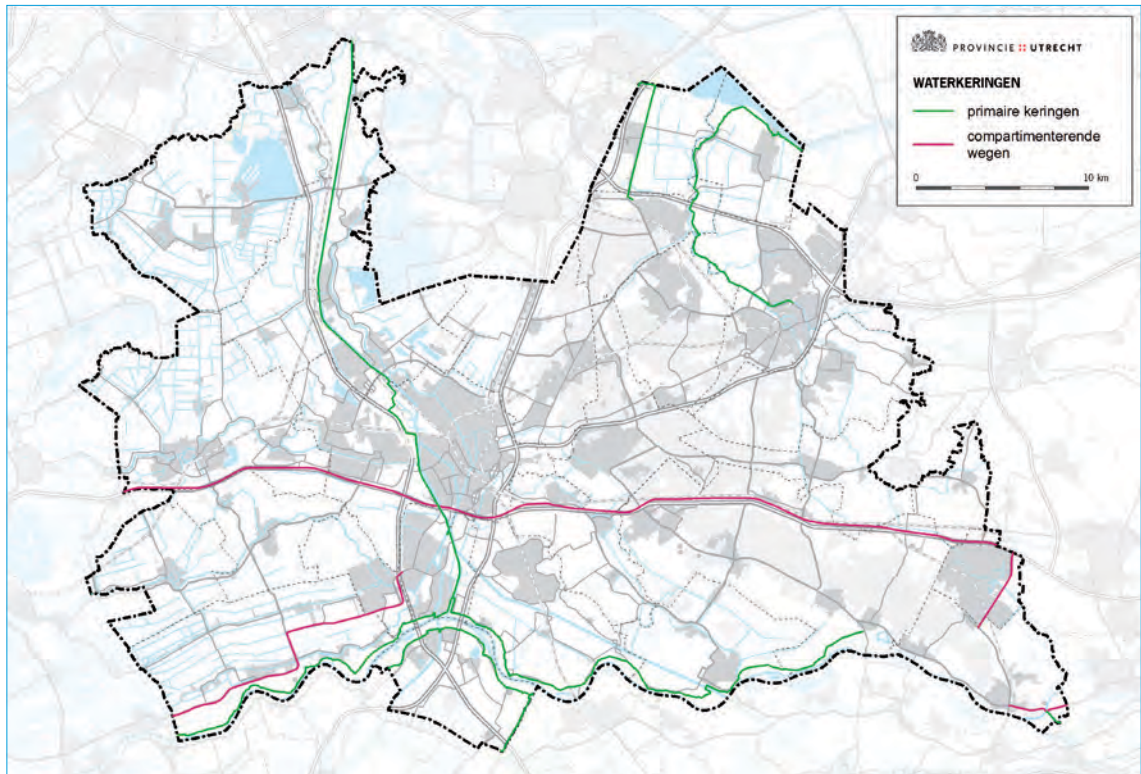 PROVINCIE :: UTRECHT
WATERKERINGEN
primaire keringen
compartimenterende
wegen
0 10 km